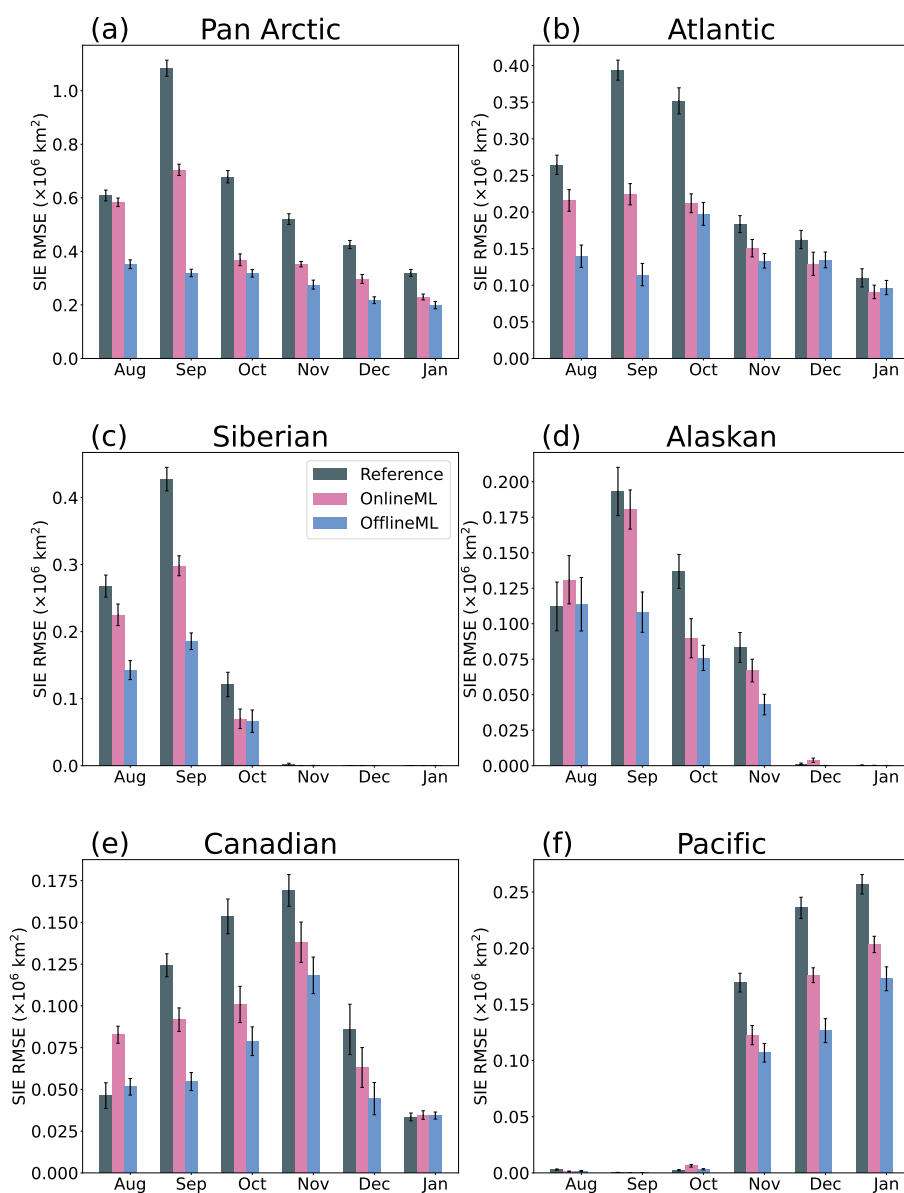 (a) Pan Arctic
SIE RMSE (×10⁶ km²)
1.0
0.8
0.6
0.4
0.2
0.0
Aug Sep Oct Nov Dec Jan
(b) Atlantic
SIE RMSE (×10⁶ km²)
0.40
0.35
0.30
0.25
0.20
0.15
0.10
0.05
0.00
Aug Sep Oct Nov Dec Jan
(c) Siberian
SIE RMSE (×10⁶ km²)
0.4
0.3
0.2
0.1
0.0
Reference
OnlineML
OfflineML
Aug Sep Oct Nov Dec Jan
(d) Alaskan
SIE RMSE (×10⁶ km²)
0.200
0.175
0.150
0.125
0.100
0.075
0.050
0.025
0.000
Aug Sep Oct Nov Dec Jan
(e) Canadian
SIE RMSE (×10⁶ km²)
0.175
0.150
0.125
0.100
0.075
0.050
0.025
0.000
Aug Sep Oct Nov Dec Jan
(f) Pacific
SIE RMSE (×10⁶ km²)
0.25
0.20
0.15
0.10
0.05
0.00
Aug Sep Oct Nov Dec Jan